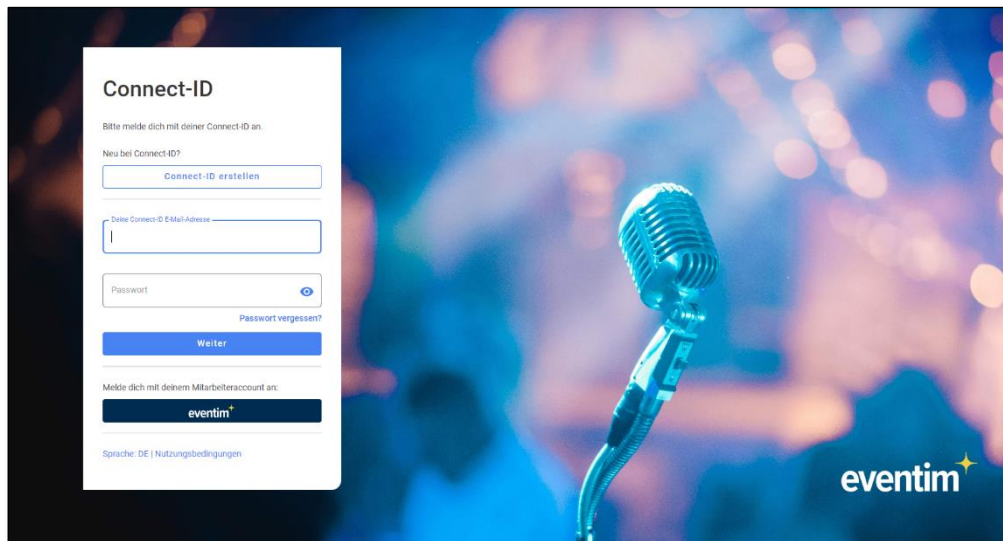 Connect-ID
Bitte melde dich mit deiner Connect-ID an.
Neu bei Connect-ID?
Connect-ID erstellen
Deine Connect-ID E-Mail-Adresse
Passwort
Passwort vergessen?
Weiter
Melde dich mit deinem Mitarbeiteraccount an:
eventim
Sprache: DE | Nutzungsbedingungen
eventim